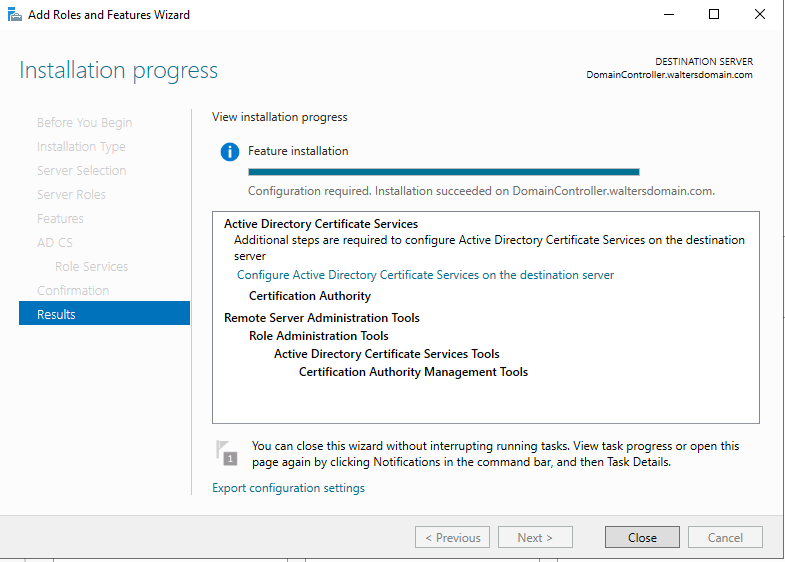 Add Roles and Features Wizard
Installation progress
DESTINATION SERVER
DomainController.waltersdomain.com
Before You Begin
Installation Type
Server Selection
Server Roles
Features
AD CS
Role Services
Confirmation
Results
View installation progress
Feature installation
Configuration required. Installation succeeded on DomainController.waltersdomain.com.
Active Directory Certificate Services
Additional steps are required to configure Active Directory Certificate Services on the destination
server
Configure Active Directory Certificate Services on the destination server
Certification Authority
Remote Server Administration Tools
Role Administration Tools
Active Directory Certificate Services Tools
Certification Authority Management Tools
1
You can close this wizard without interrupting running tasks. View task progress or open this
page again by clicking Notifications in the command bar, and then Task Details.
Export configuration settings
< Previous
Next >
Close
Cancel